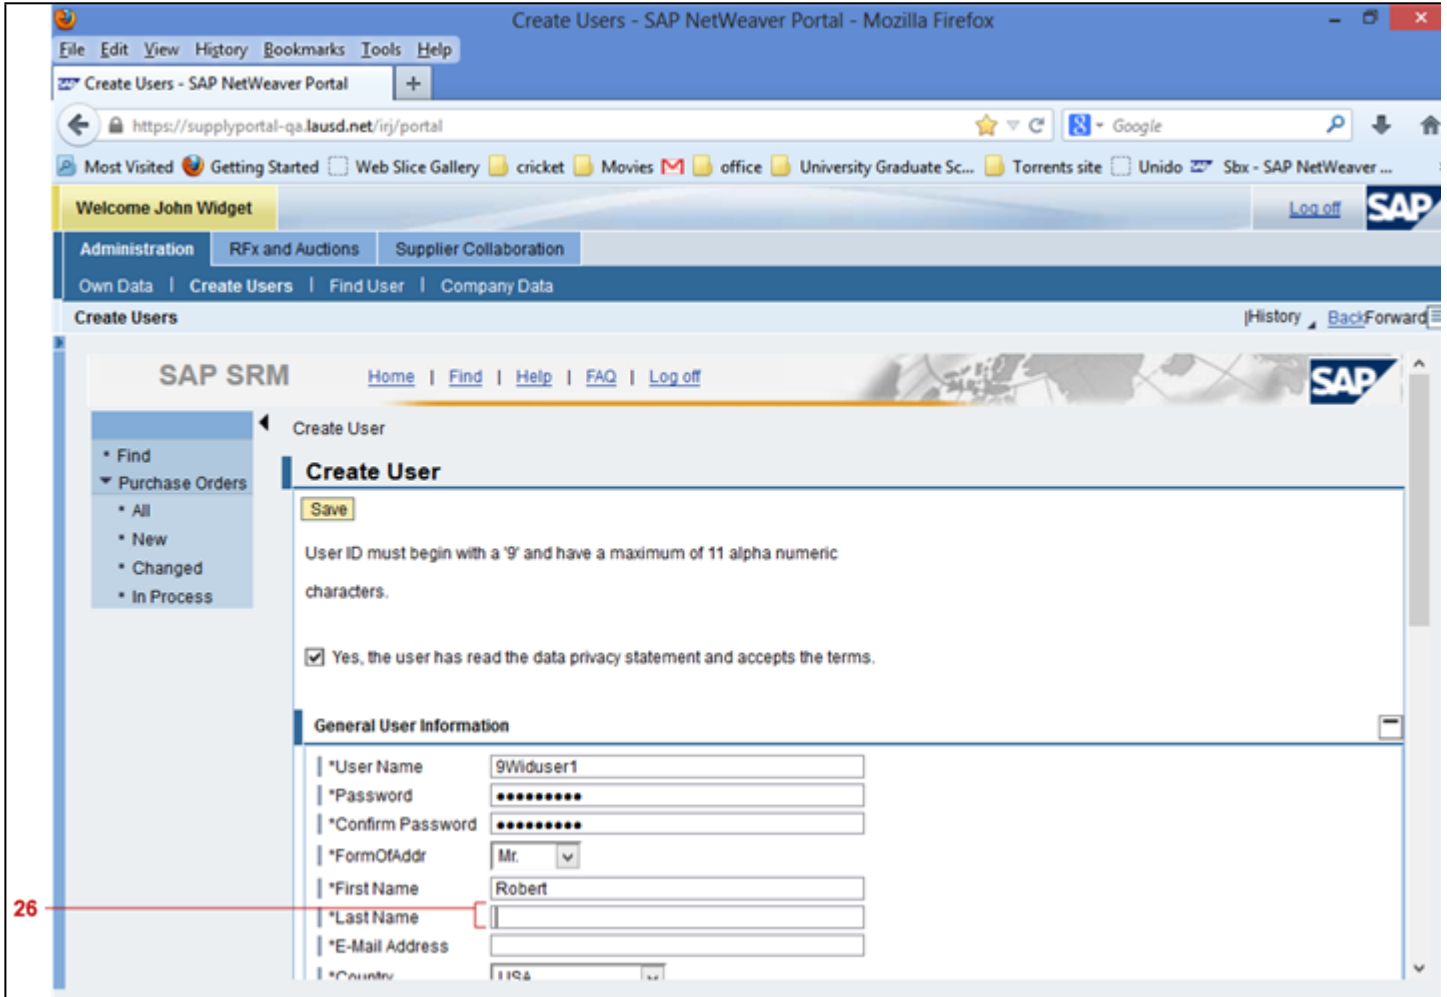 Create Users - SAP NetWeaver Portal - Mozilla Firefox
File Edit View History Bookmarks Tools Help
Create Users - SAP NetWeaver Portal +
https://supplyportal-qa.lausd.net/irj/portal Google
Most Visited Getting Started Web Slice Gallery cricket Movies office University Graduate Sc... Torrents site Unido Sbx - SAP NetWeaver ...
Welcome John Widget Log off SAP
Administration RFx and Auctions Supplier Collaboration
Own Data | Create Users | Find User | Company Data
Create Users |History BackForward
SAP SRM Home | Find | Help | FAQ | Log off SAP
Create User
Find
Purchase Orders
All
New
Changed
In Process
Create User
Save
User ID must begin with a '9' and have a maximum of 11 alpha numeric
characters.
Yes, the user has read the data privacy statement and accepts the terms.
General User Information
*User Name 9Widuser1
*Password •••••••••
*Confirm Password •••••••••
*FormOfAddr Mr.
*First Name Robert
26 *Last Name
*E-Mail Address
*Country USA